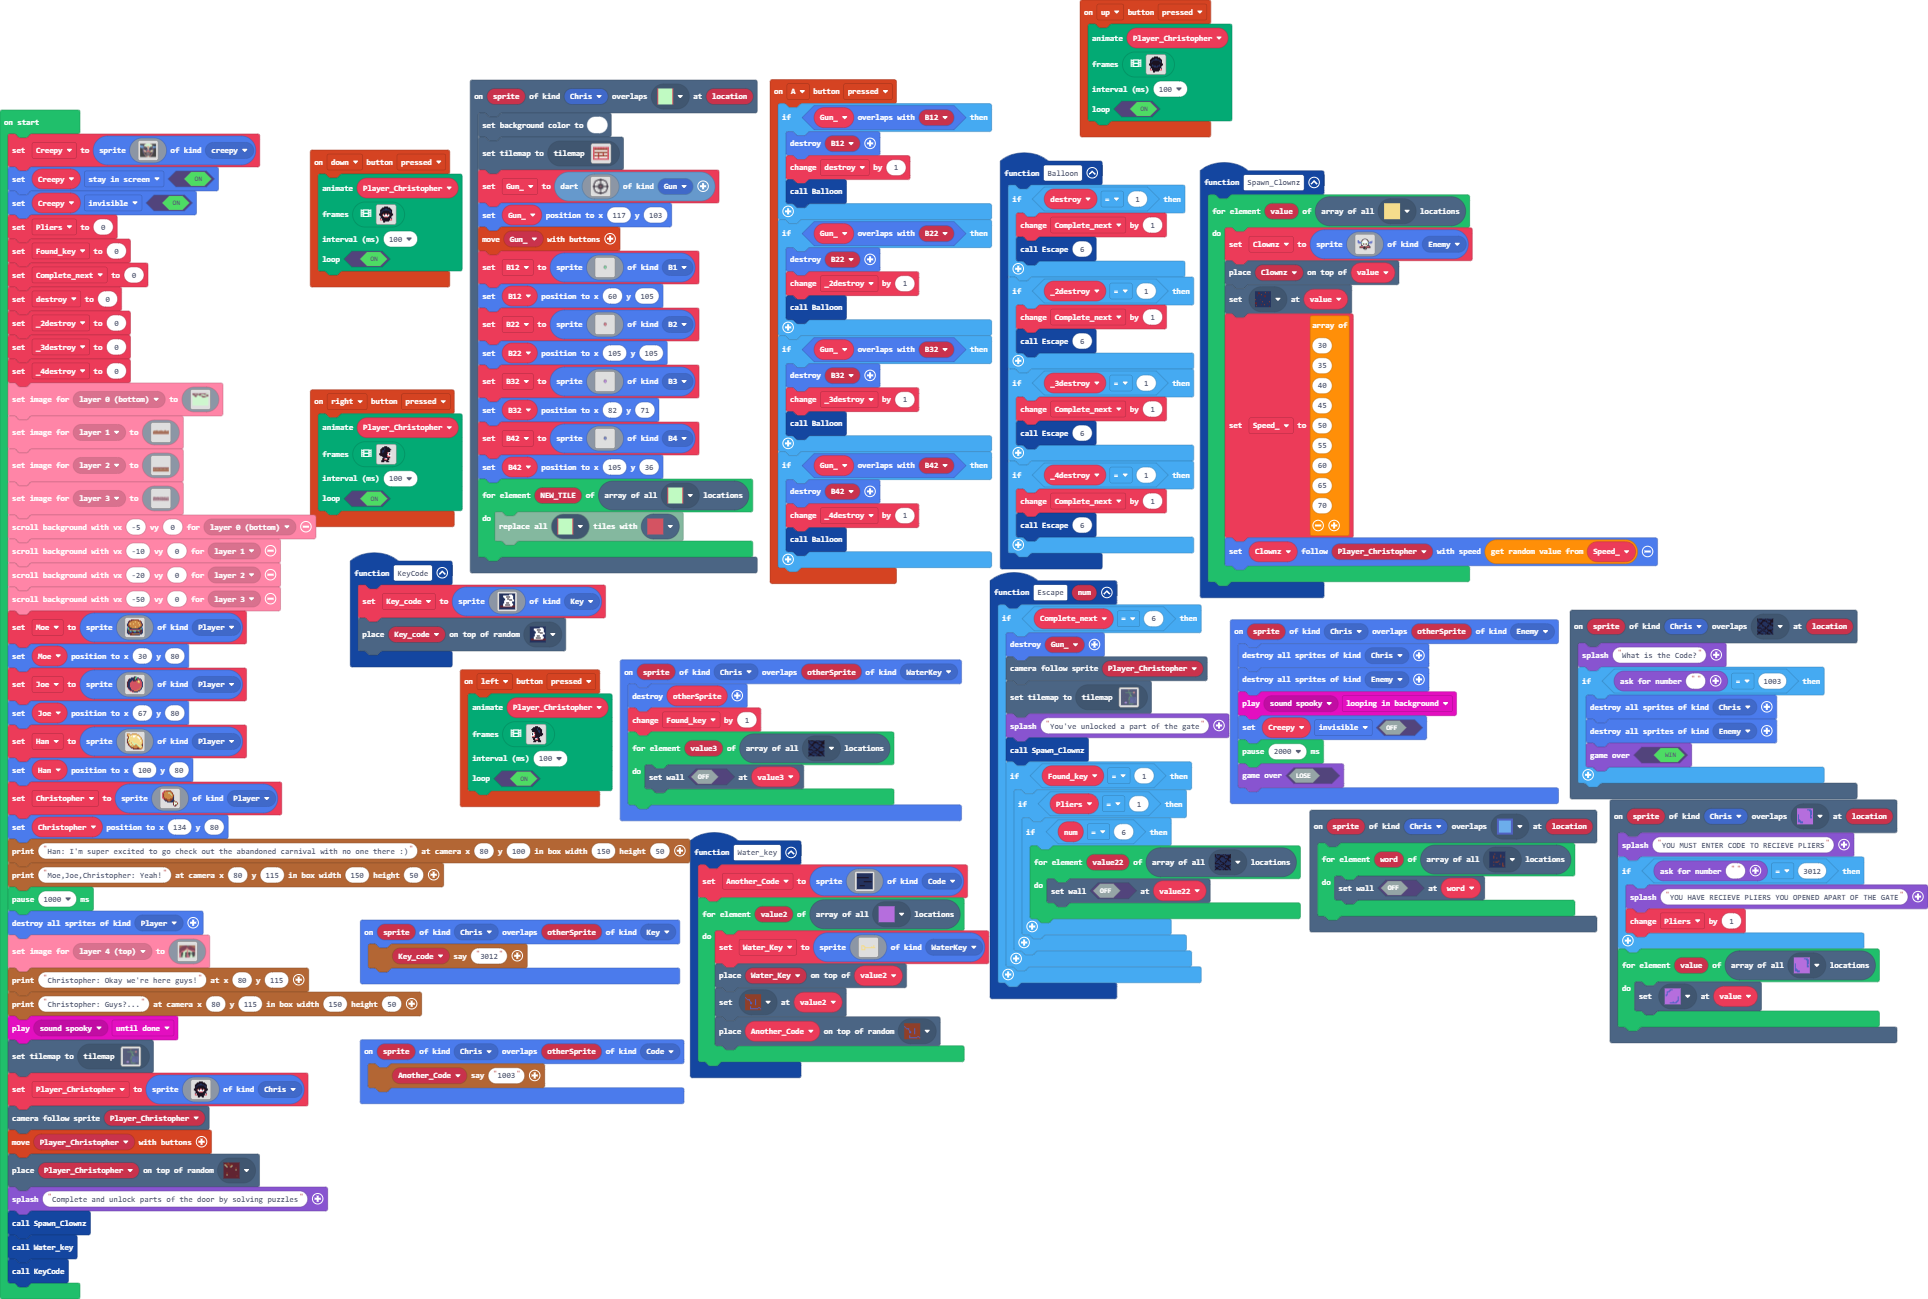 on start
set Creepy to sprite of kind creepy
set Creepy stay in screen ON
set Creepy invisible ON
set Pliers to 0
set Found_key to 0
set Complete_next to 0
set destroy to 0
set _2destroy to 0
set _3destroy to 0
set _4destroy to 0
set image for layer 0 (bottom) to
set image for layer 1 to
set image for layer 2 to
set image for layer 3 to
scroll background with vx -5 vy 0 for layer 0 (bottom)
scroll background with vx -10 vy 0 for layer 1
scroll background with vx -20 vy 0 for layer 2
scroll background with vx -50 vy 0 for layer 3
set Moe to sprite of kind Player
set Moe position to x 30 y 80
set Joe to sprite of kind Player
set Joe position to x 67 y 80
set Han to sprite of kind Player
set Han position to x 100 y 80
set Christopher to sprite of kind Player
set Christopher position to x 134 y 80
print "Han: I'm super excited to go check out the abandoned carnival with no one there :)" at camera x 80 y 100 in box width 150 height 50
print "Moe,Joe,Christopher: Yeah!" at camera x 80 y 115 in box width 150 height 50
pause 1000 ms
destroy all sprites of kind Player
set image for layer 4 (top) to
print "Christopher: Okay we're here guys!" at x 80 y 115
print "Christopher: Guys?..." at camera x 80 y 115 in box width 150 height 50
play sound spooky until done
set tilemap to tilemap
set Player_Christopher to sprite of kind Chris
camera follow sprite Player_Christopher
move Player_Christopher with buttons
place Player_Christopher on top of random
splash "Complete and unlock parts of the door by solving puzzles"
call Spawn_Clownz
call Water_key
call KeyCode
on down button pressed
animate Player_Christopher
frames
interval (ms) 100
loop ON
on right button pressed
animate Player_Christopher
frames
interval (ms) 100
loop ON
function KeyCode
set Key_code to sprite of kind Key
place Key_code on top of random
on left button pressed
animate Player_Christopher
frames
interval (ms) 100
loop ON
on sprite of kind Chris overlaps otherSprite of kind Key
Key_code say "3012"
on sprite of kind Chris overlaps otherSprite of kind Code
Another_Code say "1003"
on sprite of kind Chris overlaps at location
set background color to
set tilemap to tilemap
set Gun_ to dart of kind Gun
set Gun_ position to x 117 y 103
move Gun_ with buttons
set B12 to sprite of kind B1
set B12 position to x 60 y 105
set B22 to sprite of kind B2
set B22 position to x 105 y 105
set B32 to sprite of kind B3
set B32 position to x 82 y 71
set B42 to sprite of kind B4
set B42 position to x 105 y 36
for element NEW_TILE of array of all locations
do
replace all tiles with
on sprite of kind Chris overlaps otherSprite of kind WaterKey
destroy otherSprite
change Found_key by 1
for element value3 of array of all locations
do
set wall OFF at value3
function Water_key
set Another_Code to sprite of kind Code
for element value2 of array of all locations
do
set Water_Key to sprite of kind WaterKey
place Water_Key on top of value2
set at value2
place Another_Code on top of random
on A button pressed
if Gun_ overlaps with B12 then
destroy B12
change destroy by 1
call Balloon
if Gun_ overlaps with B22 then
destroy B22
change _2destroy by 1
call Balloon
if Gun_ overlaps with B32 then
destroy B32
change _3destroy by 1
call Balloon
if Gun_ overlaps with B42 then
destroy B42
change _4destroy by 1
call Balloon
on up button pressed
animate Player_Christopher
frames
interval (ms) 100
loop ON
function Balloon
if destroy = 1 then
change Complete_next by 1
call Escape 6
if _2destroy = 1 then
change Complete_next by 1
call Escape 6
if _3destroy = 1 then
change Complete_next by 1
call Escape 6
if _4destroy = 1 then
change Complete_next by 1
call Escape 6
function Escape num
if Complete_next = 6 then
destroy Gun_
camera follow sprite Player_Christopher
set tilemap to tilemap
splash "You've unlocked a part of the gate"
call Spawn_Clownz
if Found_key = 1 then
if Pliers = 1 then
if num = 6 then
for element value22 of array of all locations
do
set wall OFF at value22
function Spawn_Clownz
for element value of array of all locations
do
set Clownz to sprite of kind Enemy
place Clownz on top of value
set at value
array of
30
35
40
45
set Speed_ to 50
55
60
65
70
set Clownz follow Player_Christopher with speed get random value from Speed_
on sprite of kind Chris overlaps otherSprite of kind Enemy
destroy all sprites of kind Chris
destroy all sprites of kind Enemy
play sound spooky looping in background
set Creepy invisible OFF
pause 2000 ms
game over LOSE
on sprite of kind Chris overlaps at location
for element word of array of all locations
do
set wall OFF at word
on sprite of kind Chris overlaps at location
splash "What is the Code?"
if ask for number "" = 1003 then
destroy all sprites of kind Chris
destroy all sprites of kind Enemy
game over WIN
on sprite of kind Chris overlaps at location
splash "YOU MUST ENTER CODE TO RECIEVE PLIERS"
if ask for number "" = 3012 then
splash "YOU HAVE RECIEVE PLIERS YOU OPENED APART OF THE GATE"
change Pliers by 1
for element value of array of all locations
do
set at value